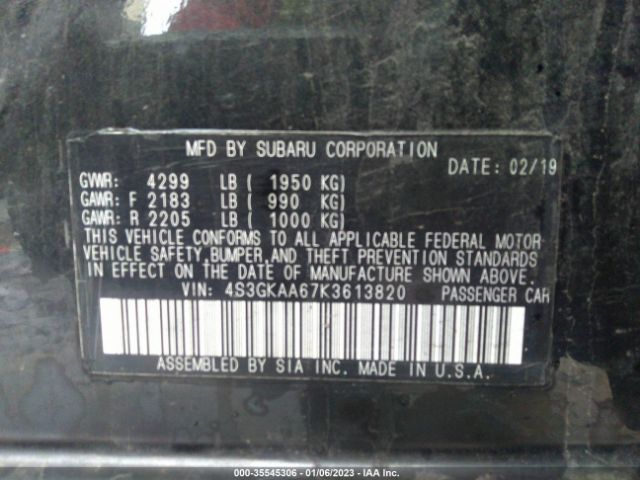 MFD BY SUBARU CORPORATION
DATE: 02/19
GVWR: 4299 LB ( 1950 KG)
GAWR: F 2183 LB ( 990 KG)
GAWR: R 2205 LB ( 1000 KG)
THIS VEHICLE CONFORMS TO ALL APPLICABLE FEDERAL MOTOR
VEHICLE SAFETY,BUMPER,AND THEFT PREVENTION STANDARDS
IN EFFECT ON THE DATE OF MANUFACTURE SHOWN ABOVE.
VIN: 4S3GKAA67K3613820 PASSENGER CAR
ASSEMBLED BY SIA INC. MADE IN U.S.A.
000-35545306 - 01/06/2023 - IAA Inc.